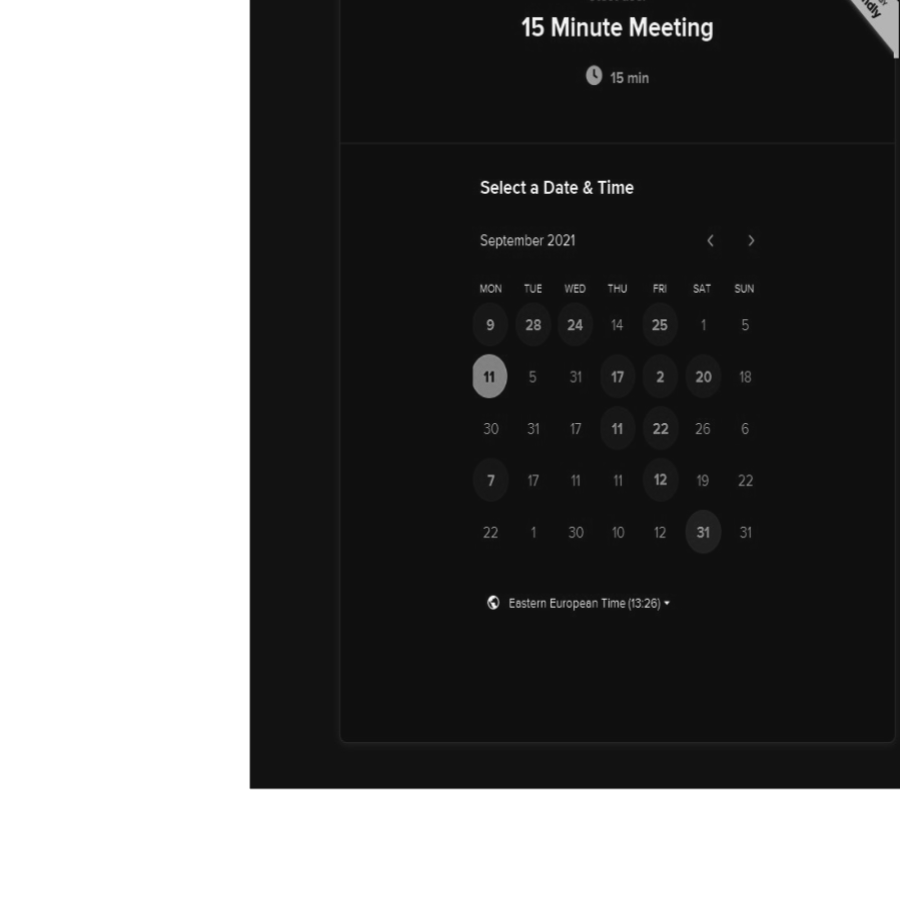 15 Minute Meeting
15 min
Select a Date & Time
September 2021
MON TUE WED THU FRI SAT SUN
9 28 24 14 25 1 5
11 5 31 17 2 20 18
30 31 17 11 22 26 6
7 17 11 11 12 19 22
22 1 30 10 12 31 31
Eastern European Time (13:26)